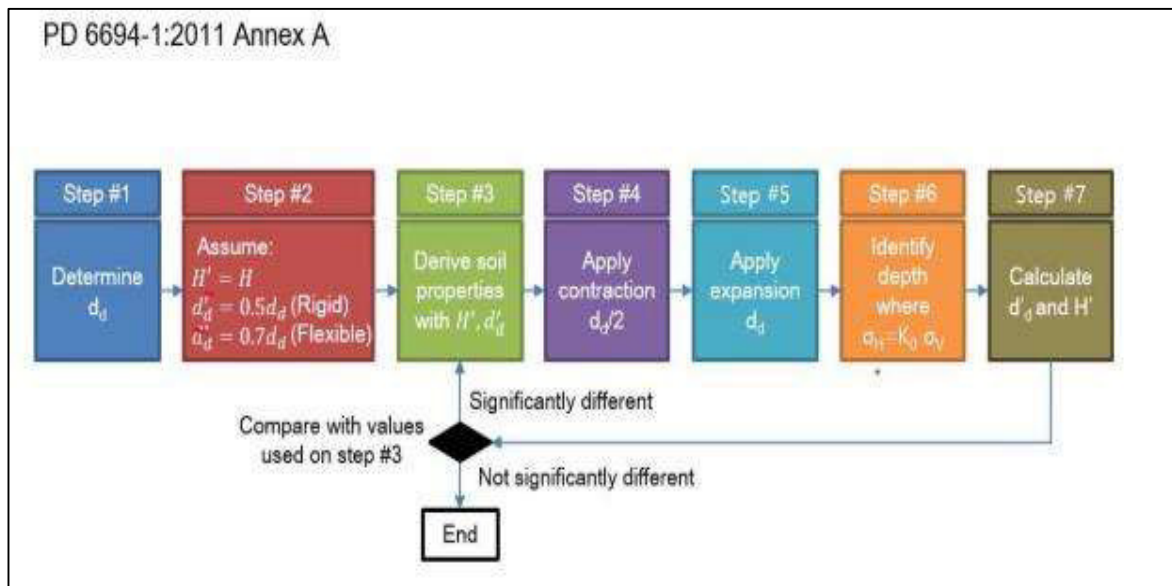 PD 6694-1:2011 Annex A
Step #1
Determine
d_d
Step #2
Assume:
H' = H
d'_d = 0.5d_d (Rigid)
d'_d = 0.7d_d (Flexible)
Step #3
Derive soil
properties
with H', d'_d
Step #4
Apply
contraction
d_d/2
Step #5
Apply
expansion
d_d
Step #6
Identify
depth
where
σ_H=K_0 σ_V
Step #7
Calculate
d'_d and H'
Significantly different
Compare with values
used on step #3
Not significantly different
End